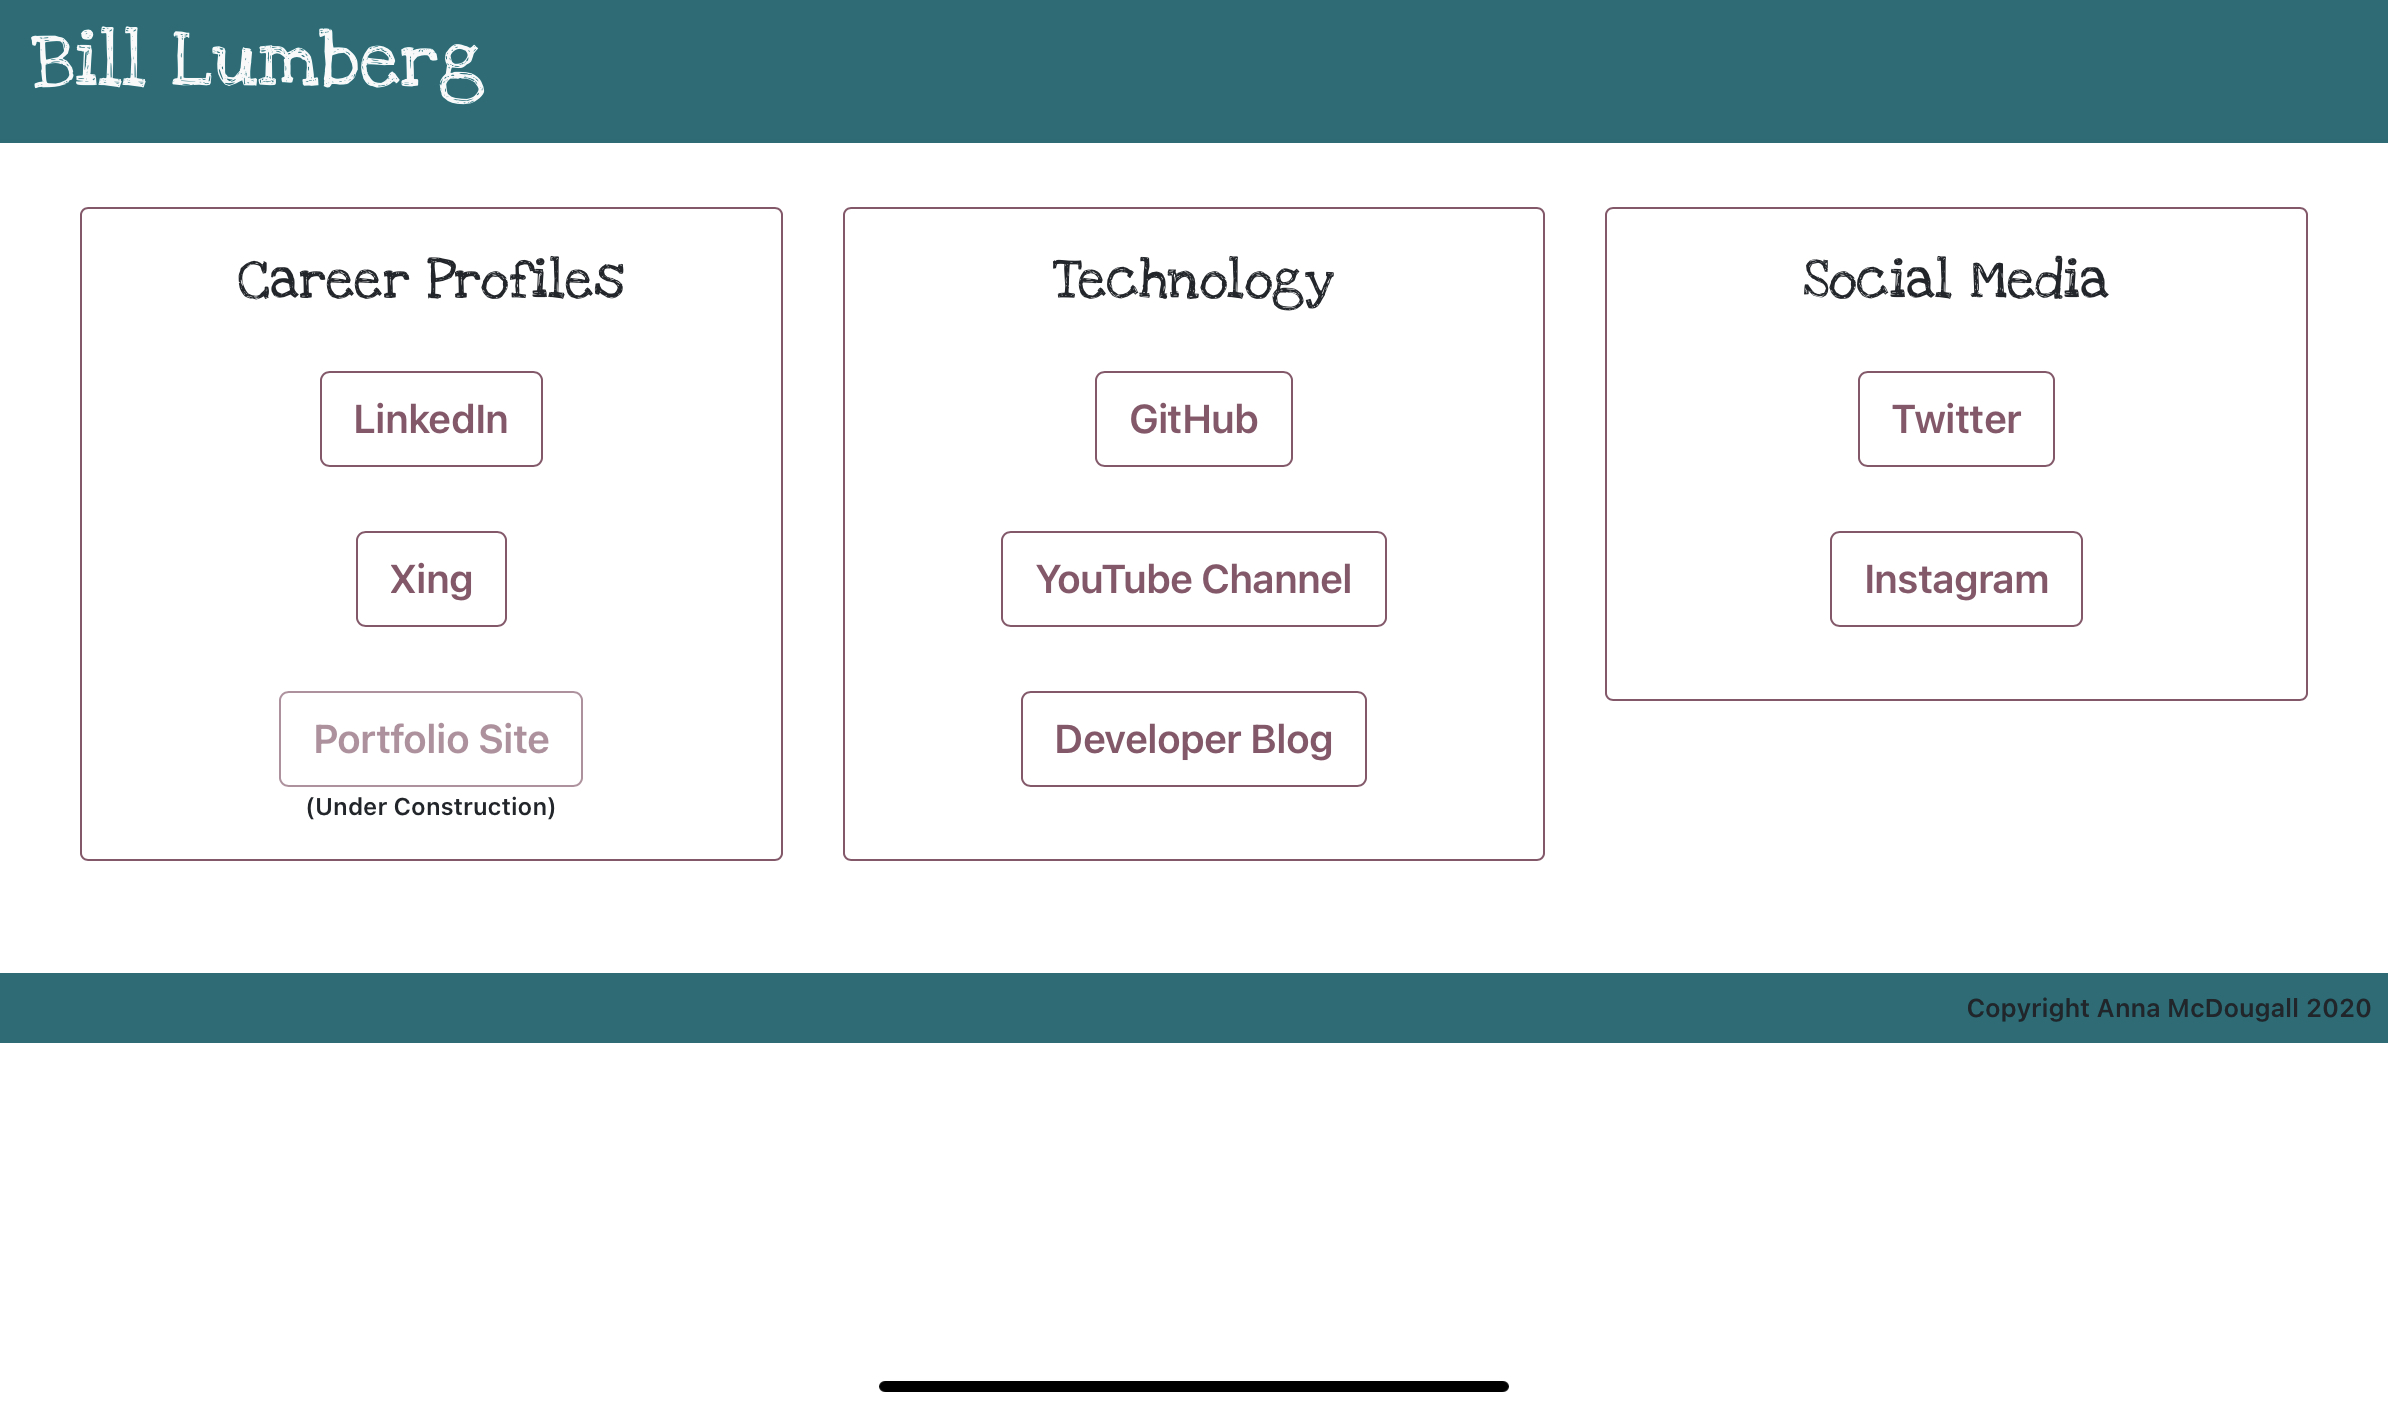 Bill Lumberg
Career Profiles
LinkedIn
Xing
Portfolio Site
(Under Construction)
Technology
GitHub
YouTube Channel
Developer Blog
Social Media
Twitter
Instagram
Copyright Anna McDougall 2020